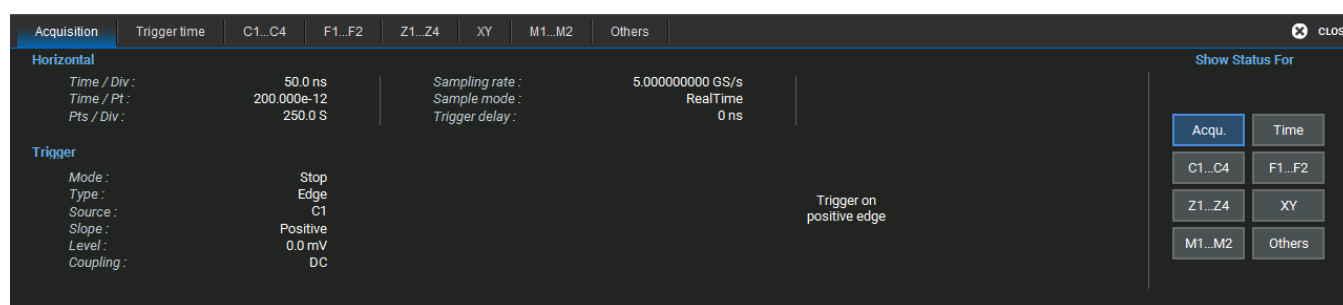 Acquisition Trigger time C1...C4 F1...F2 Z1...Z4 XY M1...M2 Others CLOS
Horizontal Show Status For
Time / Div : 50.0 ns Sampling rate : 5.000000000 GS/s
Time / Pt : 200.000e-12 Sample mode : RealTime
Pts / Div : 250.0 S Trigger delay : 0 ns
Acqu. Time
Trigger
C1...C4 F1...F2
Mode : Stop
Type : Edge
Trigger on
Source : C1
Z1...Z4 XY
positive edge
Slope : Positive
Level : 0.0 mV
M1...M2 Others
Coupling : DC